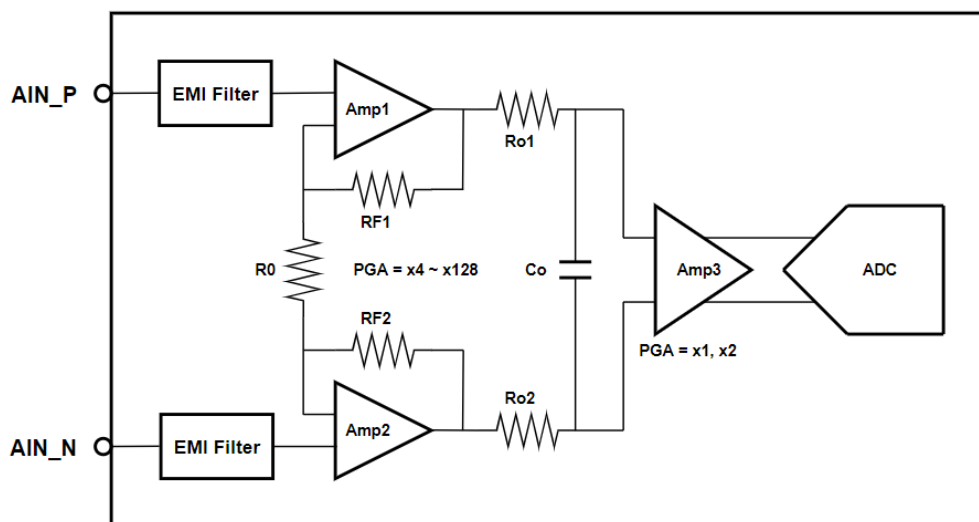 AIN_P
EMI Filter
Amp1
Ro1
RF1
R0
PGA = x4 ~ x128
Co
Amp3
ADC
RF2
PGA = x1, x2
Ro2
Amp2
AIN_N
EMI Filter